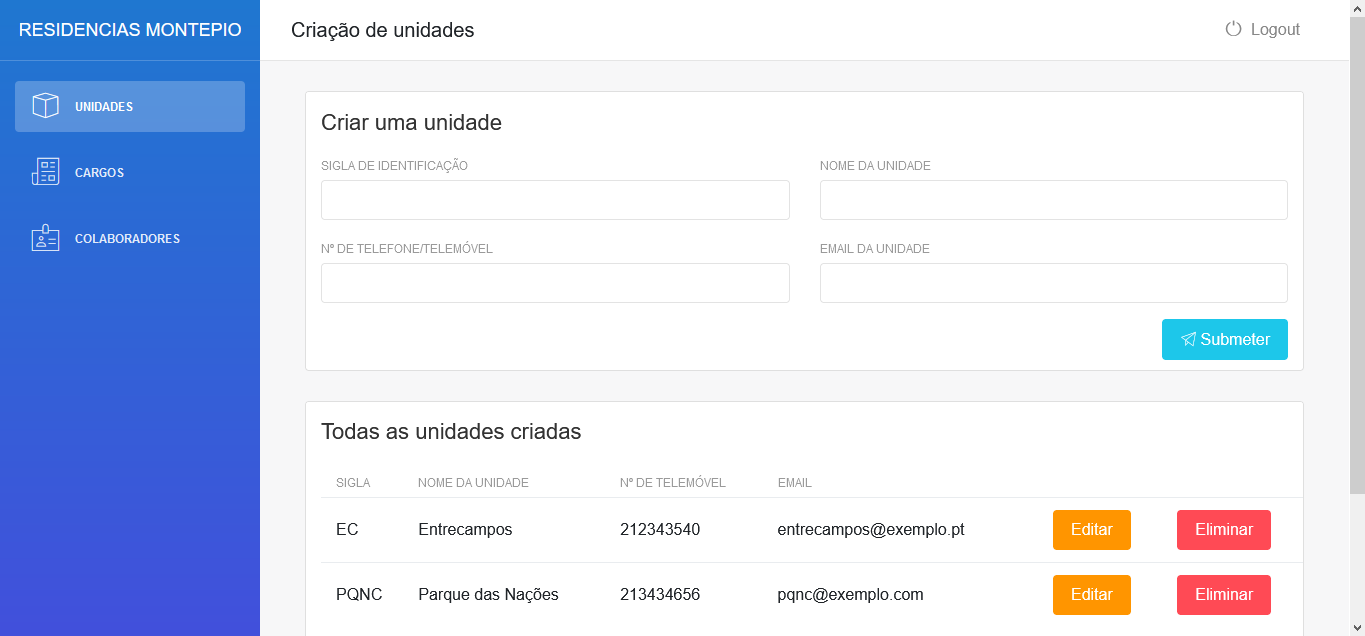 RESIDENCIAS MONTEPIO
Criação de unidades
Logout
UNIDADES
CARGOS
COLABORADORES
Criar uma unidade
SIGLA DE IDENTIFICAÇÃO NOME DA UNIDADE
Nº DE TELEFONE/TELEMÓVEL EMAIL DA UNIDADE
Submeter
Todas as unidades criadas
SIGLA NOME DA UNIDADE Nº DE TELEMÓVEL EMAIL
EC Entrecampos 212343540 entrecampos@exemplo.pt Editar Eliminar
PQNC Parque das Nações 213434656 pqnc@exemplo.com Editar Eliminar